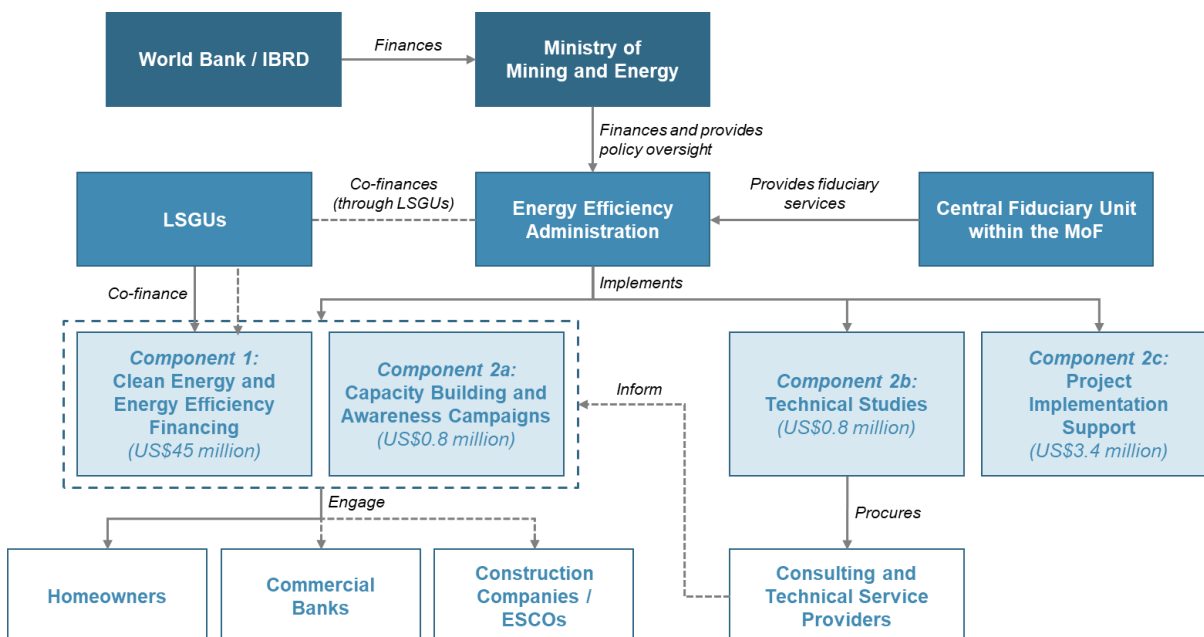 World Bank / IBRD
Finances
Ministry of
Mining and Energy
Finances and provides
policy oversight
LSGUs
Co-finances
(through LSGUs)
Energy Efficiency
Administration
Provides fiduciary
services
Central Fiduciary Unit
within the MoF
Co-finance
Implements
Component 1:
Clean Energy and
Energy Efficiency
Financing
(US$45 million)
Component 2a:
Capacity Building and
Awareness Campaigns
(US$0.8 million)
Inform
Component 2b:
Technical Studies
(US$0.8 million)
Component 2c:
Project
Implementation
Support
(US$3.4 million)
Engage
Procures
Homeowners
Commercial
Banks
Construction
Companies /
ESCOs
Consulting and
Technical Service
Providers